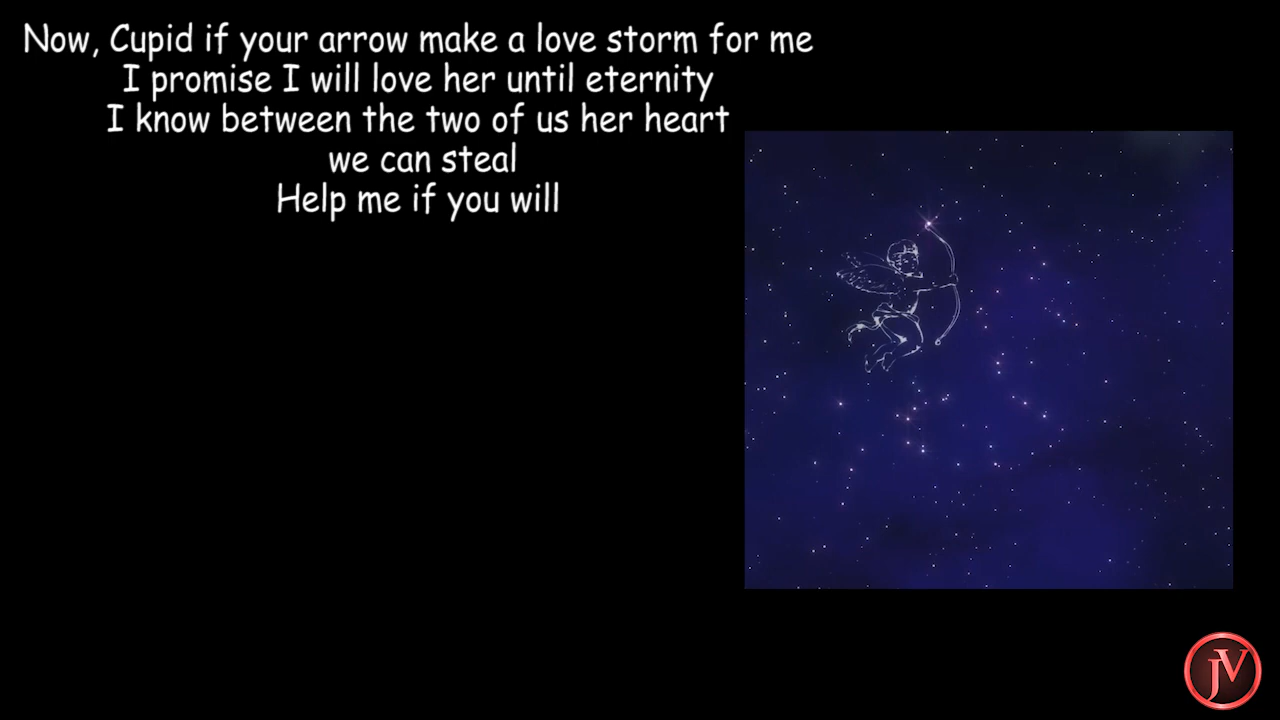 Now, Cupid if your arrow make a love storm for me
I promise I will love her until eternity
I know between the two of us her heart
we can steal
Help me if you will
JV